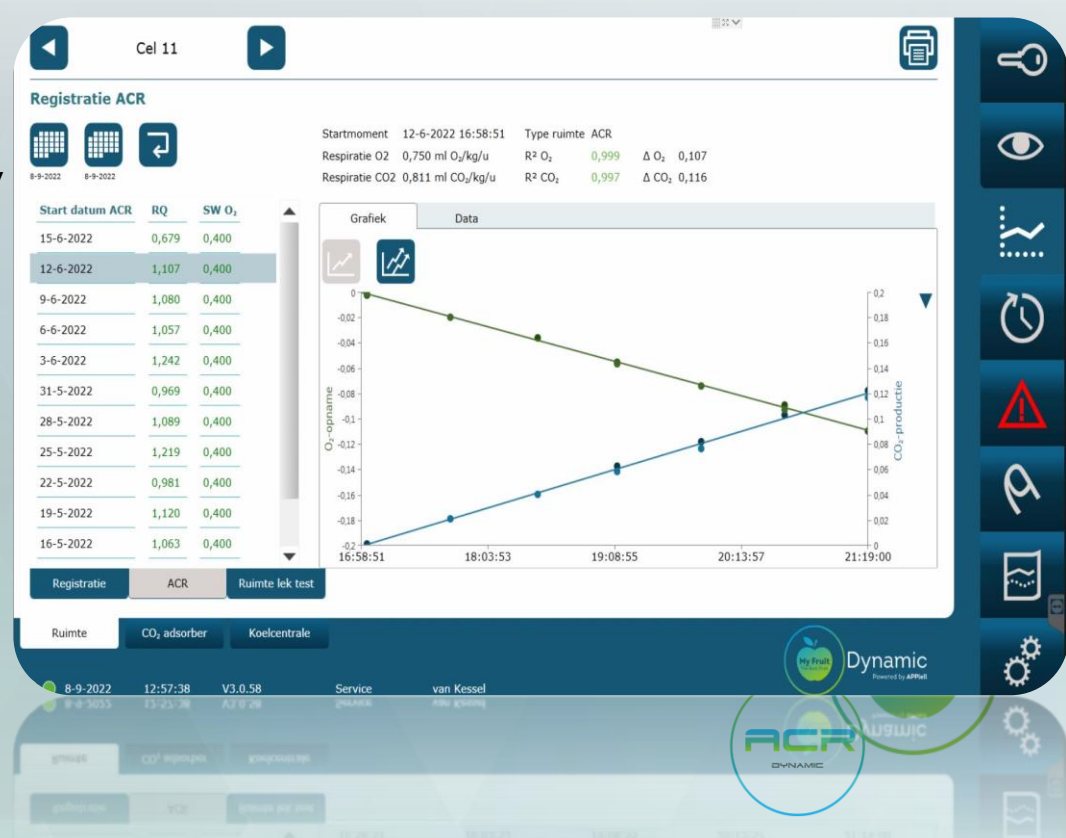 Cel 11
Registratie ACR
8-9-2022 8-9-2022
Startmoment 12-6-2022 16:58:51 Type ruimte ACR
Respiratie O2 0,750 ml O₂/kg/u R² O₂ 0,999 Δ O₂ 0,107
Respiratie CO2 0,811 ml CO₂/kg/u R² CO₂ 0,997 Δ CO₂ 0,116
Start datum ACR RQ SW O₂
15-6-2022 0,679 0,400
12-6-2022 1,107 0,400
9-6-2022 1,080 0,400
6-6-2022 1,057 0,400
3-6-2022 1,242 0,400
31-5-2022 0,969 0,400
28-5-2022 1,089 0,400
25-5-2022 1,219 0,400
22-5-2022 0,981 0,400
19-5-2022 1,120 0,400
16-5-2022 1,063 0,400
Grafiek Data
0 0,2
-0,02 0,18
-0,04 0,16
-0,06 0,14
-0,08 0,12
-0,1 0,1
-0,12 0,08
-0,14 0,06
-0,16 0,04
-0,18 0,02
-0,2 0
O₂-opname
CO₂-productie
16:58:51 18:03:53 19:08:55 20:13:57 21:19:00
Registratie ACR Ruimte lek test
Ruimte CO₂ adsorber Koelcentrale
My Fruit
Dynamic
Powered by APPiell
8-9-2022 12:57:38 V3.0.58 Service van Kessel
ACR
DYNAMIC